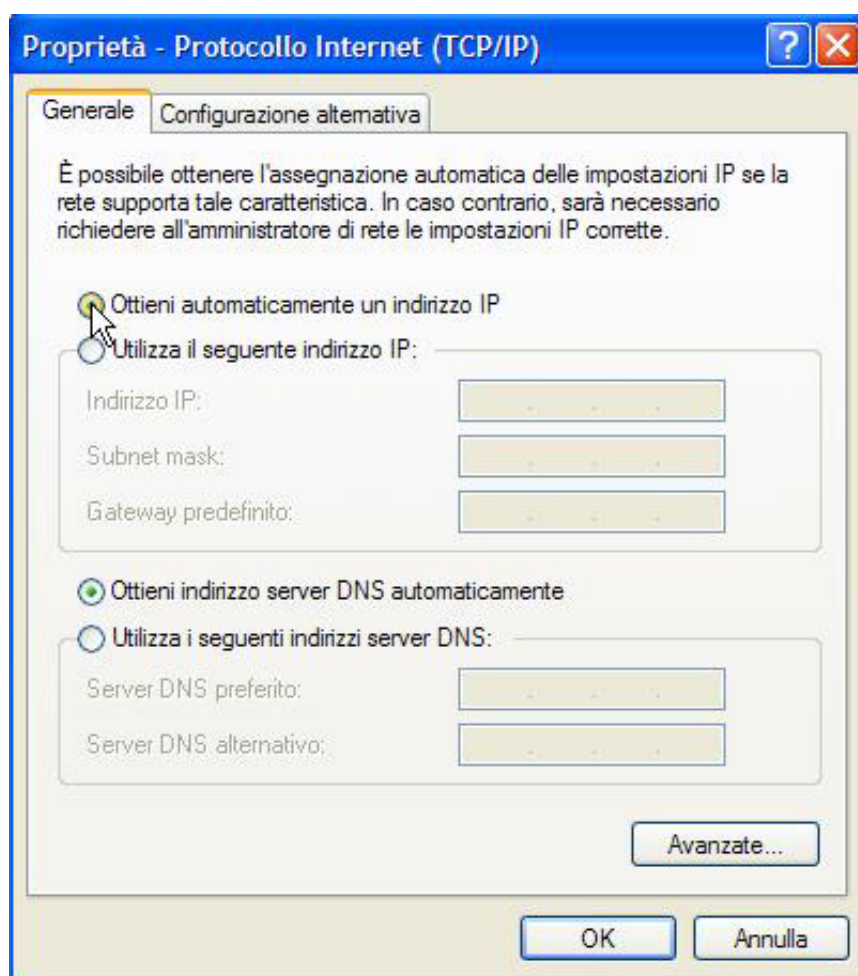 Proprietà - Protocollo Internet (TCP/IP)
Generale
Configurazione alternativa
È possibile ottenere l'assegnazione automatica delle impostazioni IP se la
rete supporta tale caratteristica. In caso contrario, sarà necessario
richiedere all'amministratore di rete le impostazioni IP corrette.
Ottieni automaticamente un indirizzo IP
Utilizza il seguente indirizzo IP:
Indirizzo IP:
Subnet mask:
Gateway predefinito:
Ottieni indirizzo server DNS automaticamente
Utilizza i seguenti indirizzi server DNS:
Server DNS preferito:
Server DNS alternativo:
Avanzate...
OK
Annulla